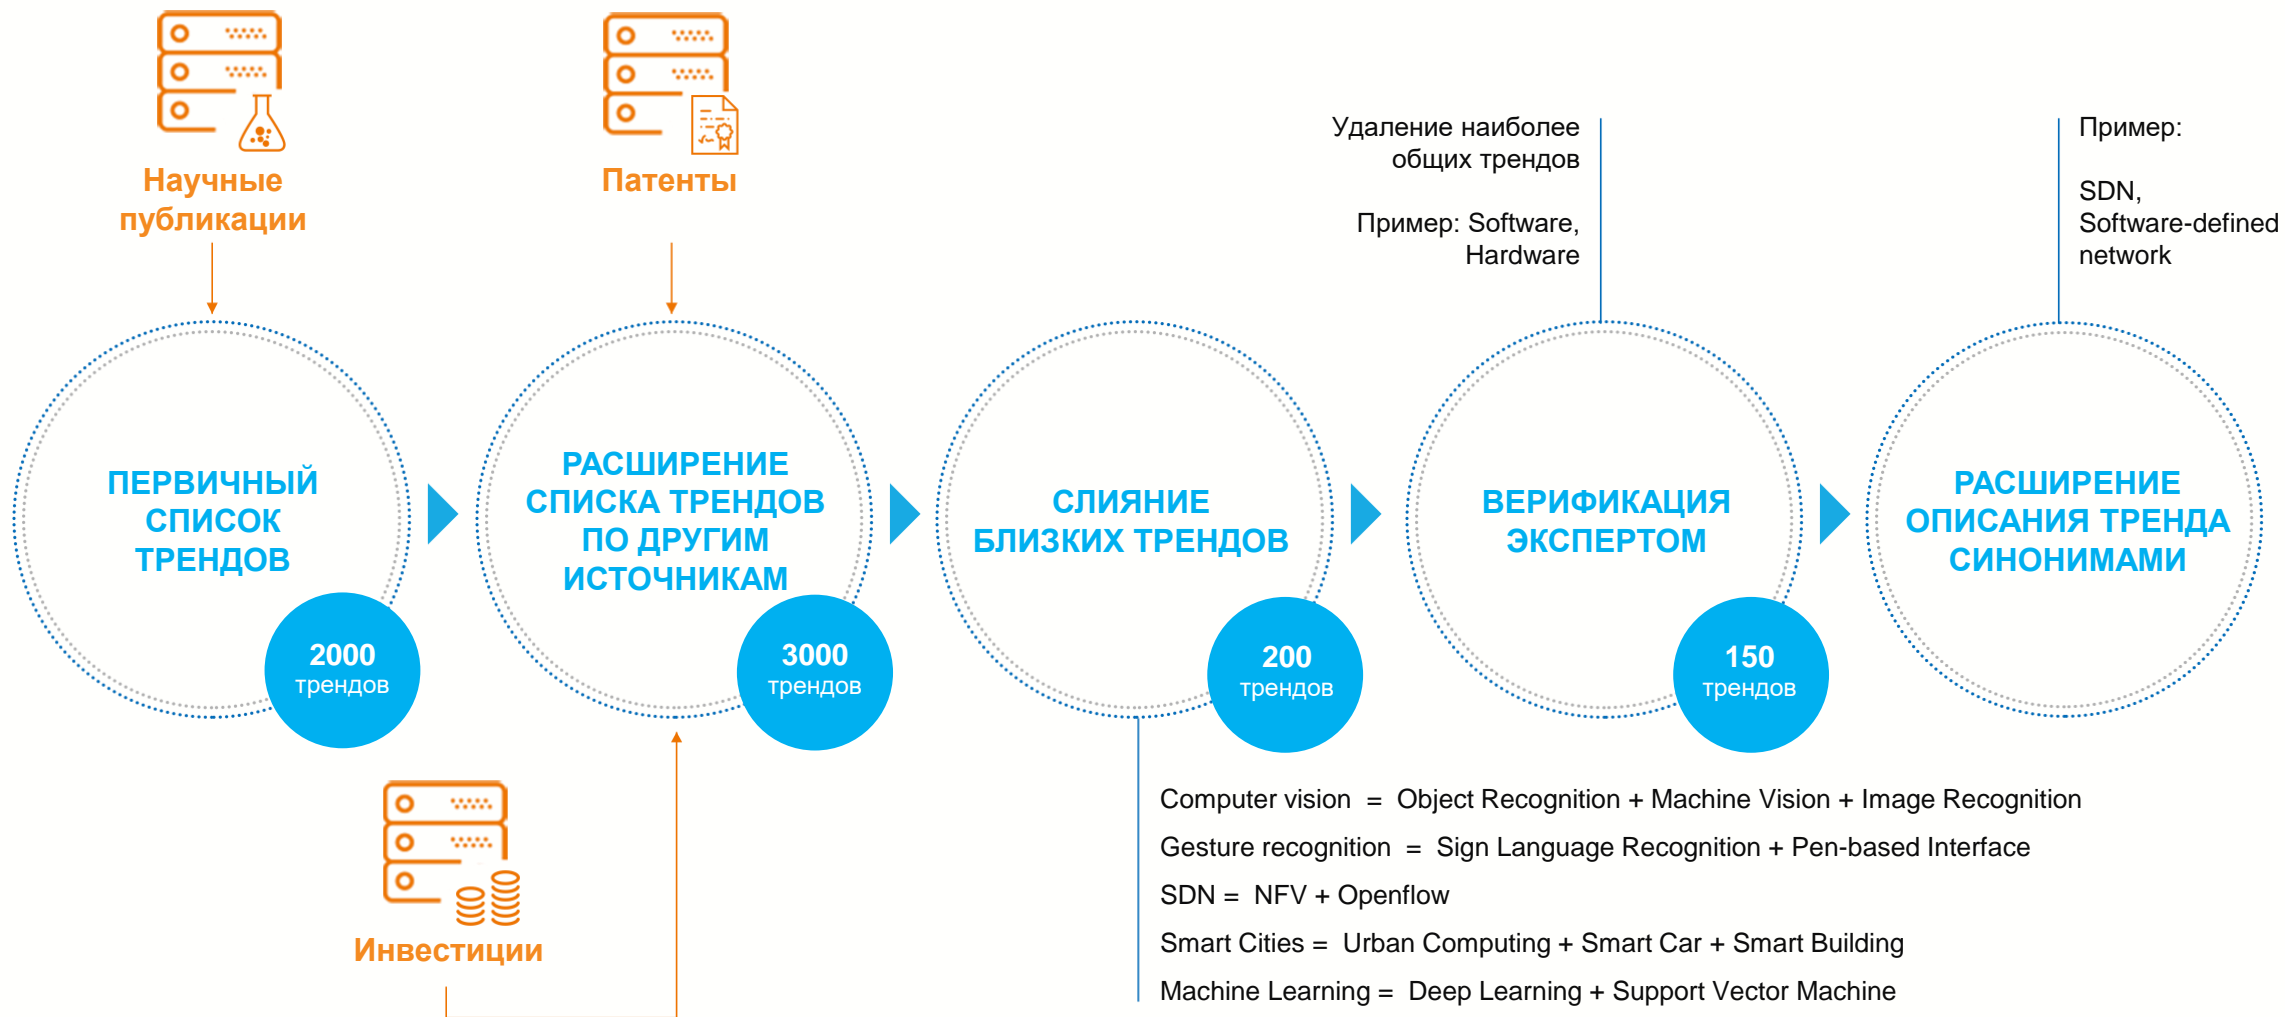 Научные
публикации
Патенты
Удаление наиболее
общих трендов
Пример: Software,
Hardware
Пример:
SDN,
Software-defined
network
ПЕРВИЧНЫЙ
СПИСОК
ТРЕНДОВ
2000
трендов
РАСШИРЕНИЕ
СПИСКА ТРЕНДОВ
ПО ДРУГИМ
ИСТОЧНИКАМ
3000
трендов
СЛИЯНИЕ
БЛИЗКИХ ТРЕНДОВ
200
трендов
ВЕРИФИКАЦИЯ
ЭКСПЕРТОМ
150
трендов
РАСШИРЕНИЕ
ОПИСАНИЯ ТРЕНДА
СИНОНИМАМИ
Инвестиции
Computer vision = Object Recognition + Machine Vision + Image Recognition
Gesture recognition = Sign Language Recognition + Pen-based Interface
SDN = NFV + Openflow
Smart Cities = Urban Computing + Smart Car + Smart Building
Machine Learning = Deep Learning + Support Vector Machine